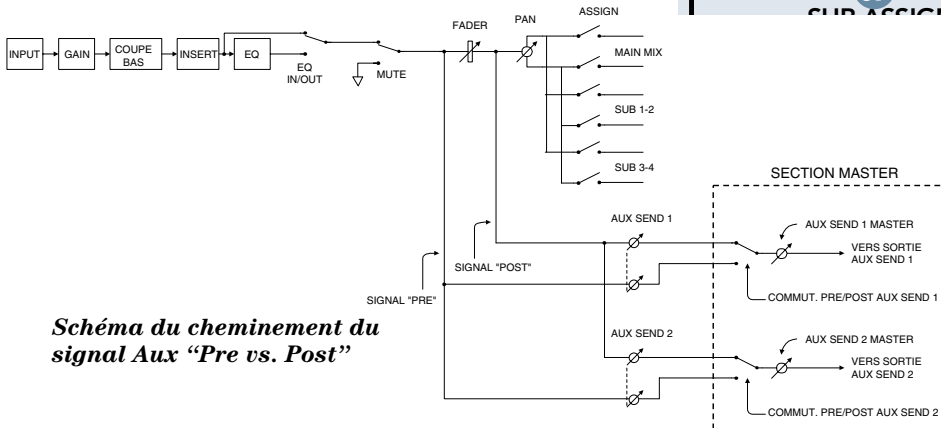 SUB ASSIGN
ASSIGN
FADER
PAN
INPUT
GAIN
COUPE
BAS
INSERT
EQ
EQ
IN/OUT
MUTE
MAIN MIX
SUB 1-2
SUB 3-4
SECTION MASTER
AUX SEND 1
AUX SEND 1 MASTER
VERS SORTIE
AUX SEND 1
SIGNAL "POST"
SIGNAL "PRE"
COMMUT. PRE/POST AUX SEND 1
Schéma du cheminement du
signal Aux “Pre vs. Post”
AUX SEND 2
AUX SEND 2 MASTER
VERS SORTIE
AUX SEND 2
COMMUT. PRE/POST AUX SEND 2